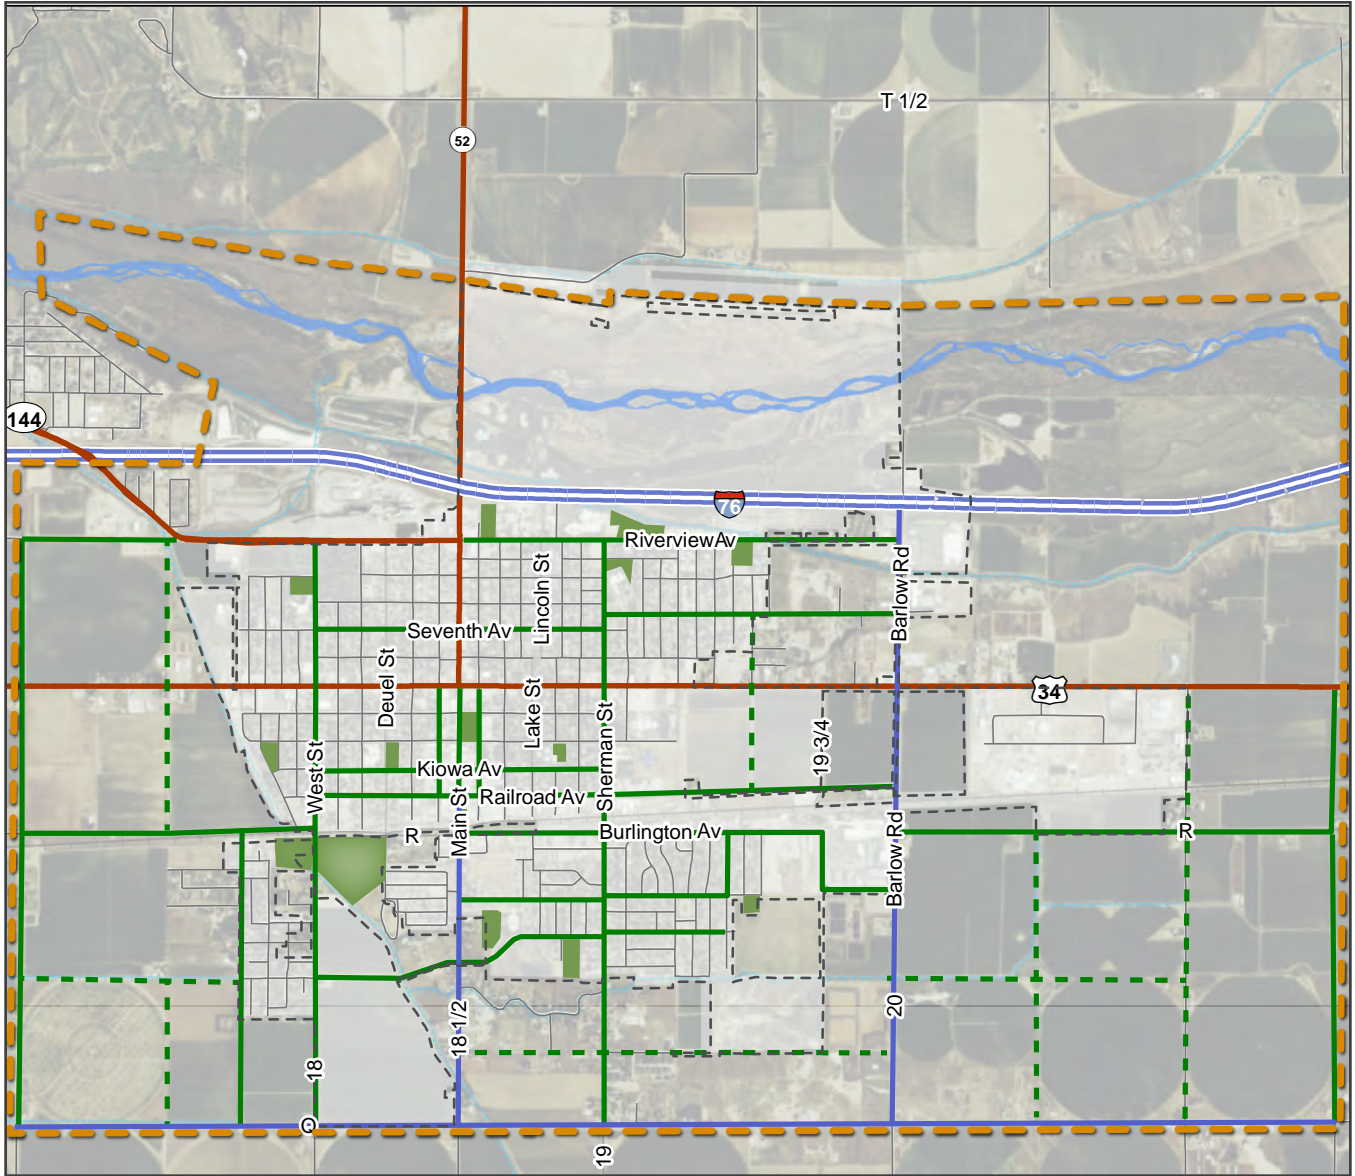 T 1/2
52
144
76
RiverviewAv
Lincoln St
Barlow Rd
Seventh Av
Deuel St
34
Lake St
Sherman St
19-3/4
West St
Kiowa Av
Main St
Railroad Av
R
Burlington Av
Barlow Rd
R
18 1/2
20
18
Q
19